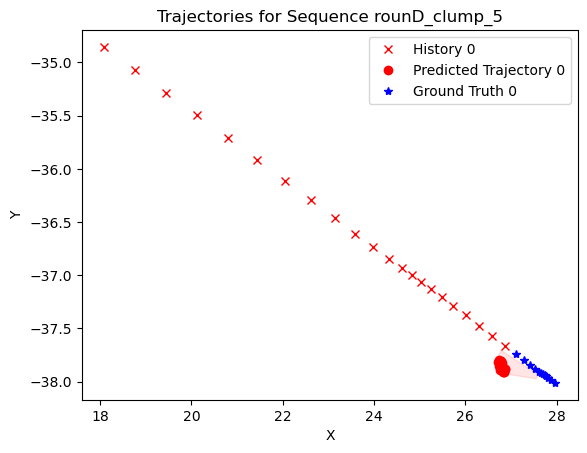 Trajectories for Sequence rounD_clump_5
History 0
Predicted Trajectory 0
Ground Truth 0
−35.0
−35.5
−36.0
−36.5
−37.0
−37.5
−38.0
Y
18
20
22
24
26
28
X